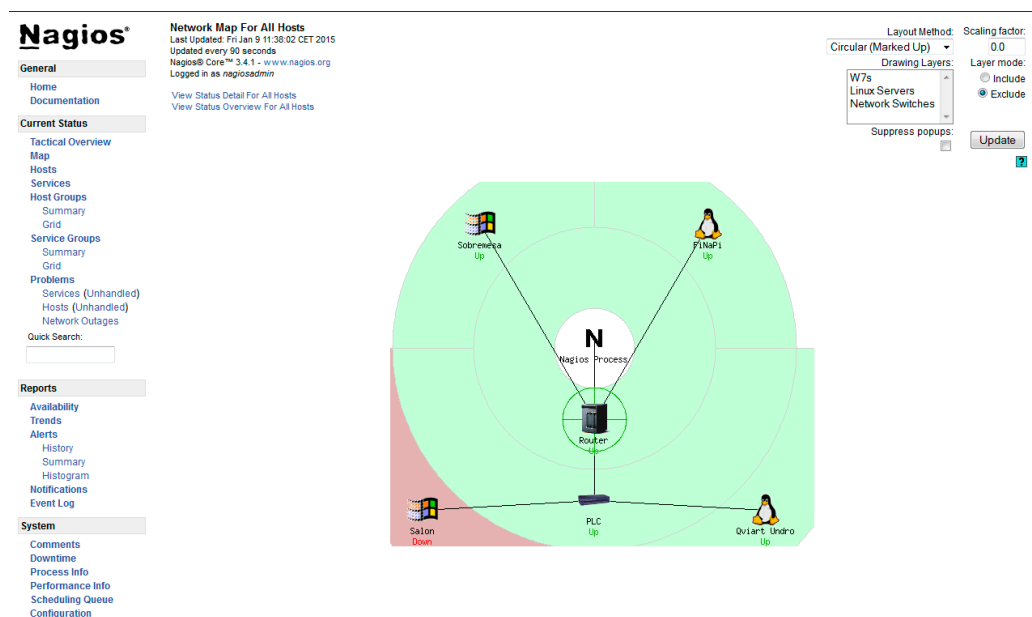 Nagios®
General
Home
Documentation
Current Status
Tactical Overview
Map
Hosts
Services
Host Groups
Summary
Grid
Service Groups
Summary
Grid
Problems
Services (Unhandled)
Hosts (Unhandled)
Network Outages
Quick Search:
Reports
Availability
Trends
Alerts
History
Summary
Histogram
Notifications
Event Log
System
Comments
Downtime
Process Info
Performance Info
Scheduling Queue
Configuration
Network Map For All Hosts
Last Updated: Fri Jan 9 11:38:02 CET 2015
Updated every 90 seconds
Nagios® Core™ 3.4.1 - www.nagios.org
Logged in as nagiosadmin
View Status Detail For All Hosts
View Status Overview For All Hosts
Layout Method:
Circular (Marked Up)
Scaling factor:
0.0
Drawing Layers:
W7s
Linux Servers
Network Switches
Layer mode:
Include
Exclude
Suppress popups:
Update
?
Sobremesa
Up
PiNaPi
Up
N
Nagios Process
Router
Up
Salon
Down
PLC
Up
Qviart Undro
Up